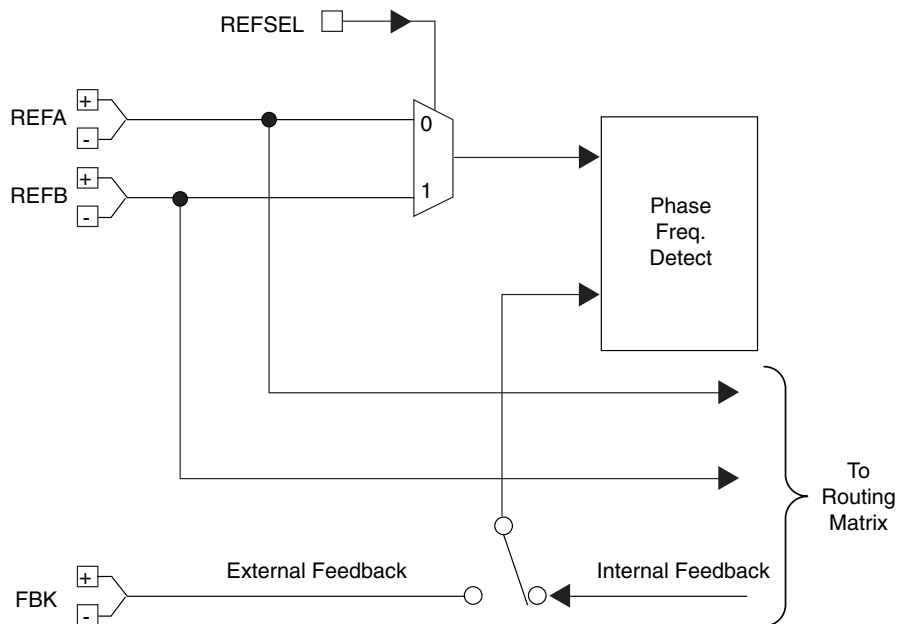 REFSEL
REFA
+
-
REFB
+
-
0
1
Phase
Freq.
Detect
To
Routing
Matrix
External Feedback
Internal Feedback
FBK
+
-